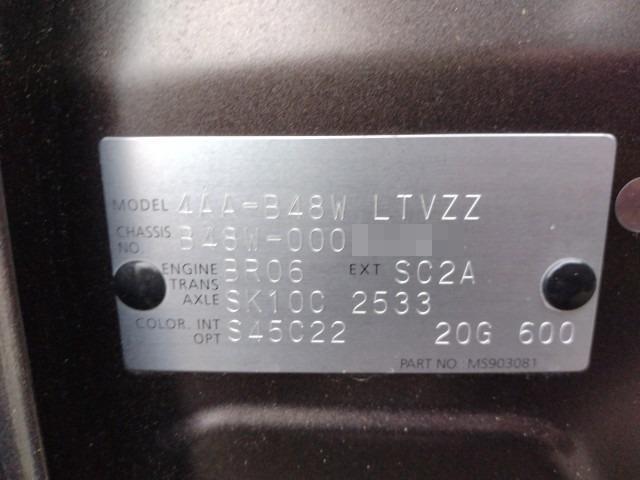 MODEL 4AA-B48W LTVZZ
CHASSIS NO. B48W-000
ENGINE BR06 EXT SC2A
TRANS AXLE SK10C 2533
COLOR. INT OPT S45C22 20G 600
PART NO MS903081